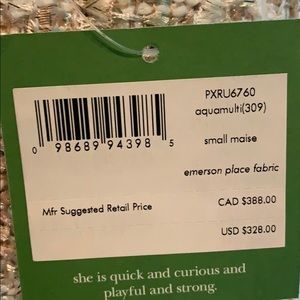 PXRU6760
aquamulti(309)
small maise
emerson place fabric
0 98689 94398 5
Mfr Suggested Retail Price
CAD $388.00
USD $328.00
she is quick and curious and
playful and strong.